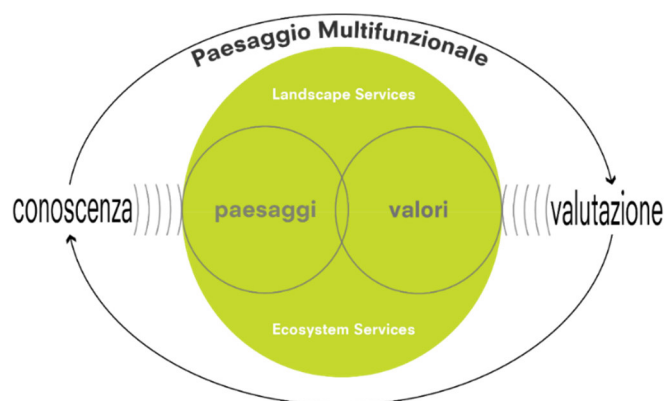 Paesaggio Multifunzionale
Landscape Services
conoscenza
paesaggi
valori
valutazione
Ecosystem Services